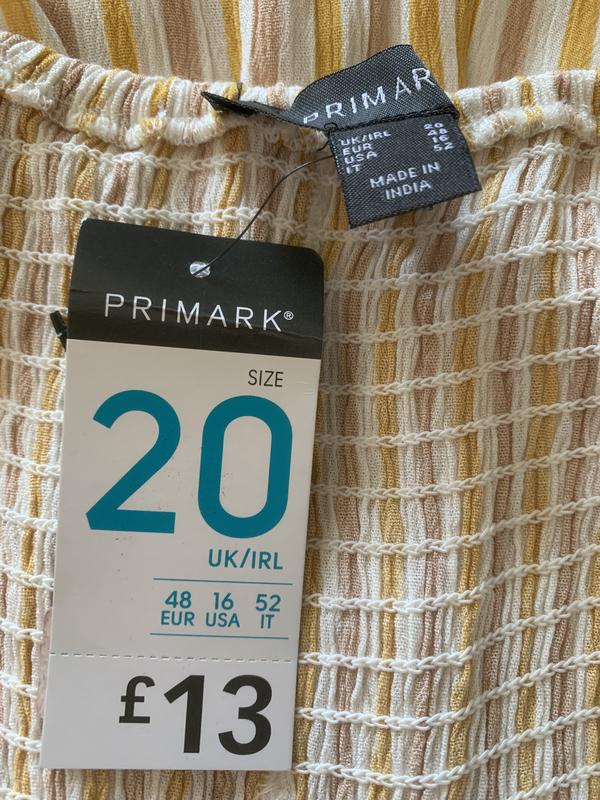 PRIMAR
UK/IRL 20
EUR 48
USA 16
IT 52
MADE IN
INDIA
PRIMARK®
SIZE
20
UK/IRL
48 16 52
EUR USA IT
£13